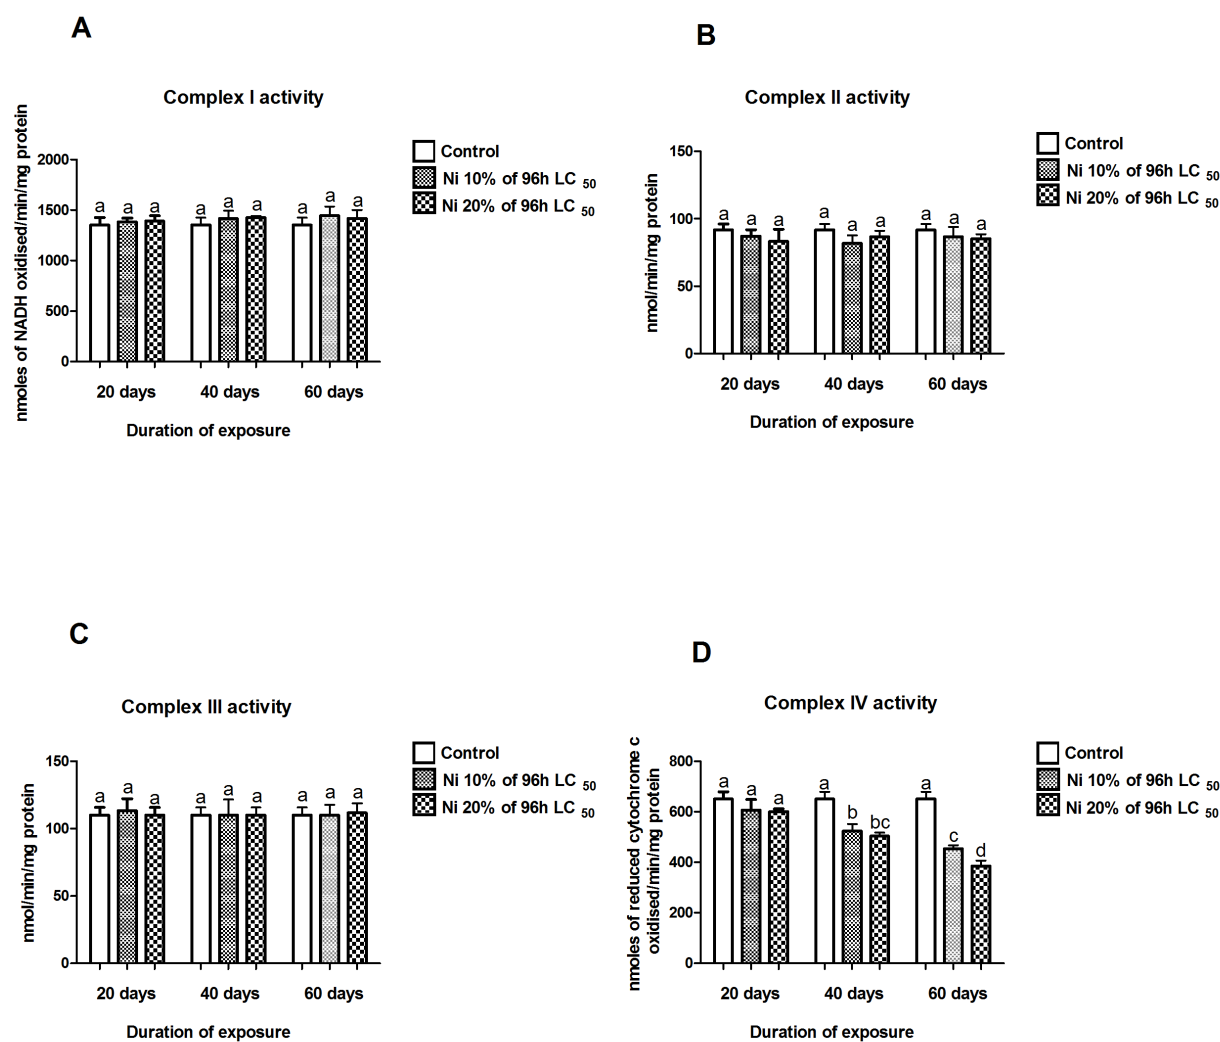 A
Complex I activity
nmoles of NADH oxidised/min/mg protein
2000
1500
1000
500
0
a a a a a a a a a
20 days 40 days 60 days
Duration of exposure
Control
Ni 10% of 96h LC 50
Ni 20% of 96h LC 50
B
Complex II activity
nmol/min/mg protein
150
100
50
0
a a a a a a a a a
20 days 40 days 60 days
Duration of exposure
Control
Ni 10% of 96h LC 50
Ni 20% of 96h LC 50
C
Complex III activity
nmol/min/mg protein
150
100
50
0
a a a a a a a a a
20 days 40 days 60 days
Duration of exposure
Control
Ni 10% of 96h LC 50
Ni 20% of 96h LC 50
D
Complex IV activity
nmoles of reduced cytochrome c
oxidised/min/mg protein
800
600
400
200
0
a a a a b bc a c d
20 days 40 days 60 days
Duration of exposure
Control
Ni 10% of 96h LC 50
Ni 20% of 96h LC 50